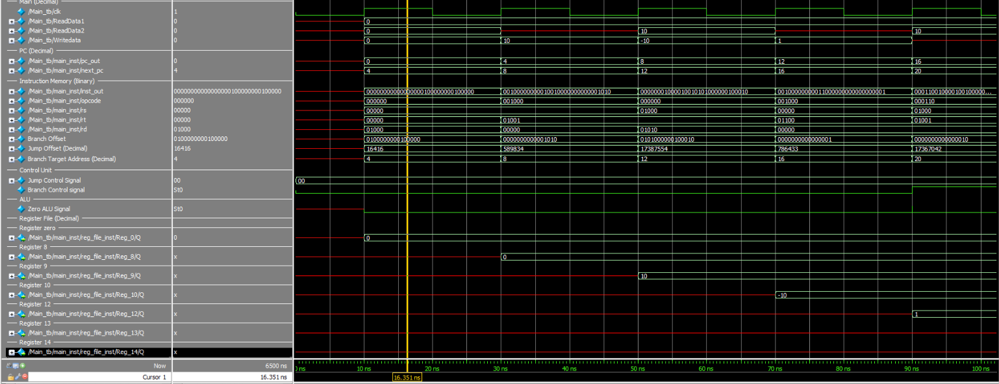 Main (Decimal)
/Main_tb/clk 1
/Main_tb/ReadData1 0 0
/Main_tb/ReadData2 0 0 10 10
/Main_tb/Writedata 0 0 10 -10 1
PC (Decimal)
/Main_tb/main_inst/pc_out 0 0 4 8 12 16
/Main_tb/main_inst/next_pc 4 4 8 12 16 20
Instruction Memory (Binary)
/Main_tb/main_inst/inst_out 00000000000000000100000000100000 00000000000000000100000000100000 00100000000010010000000000001010 00000001000010010101000000100010 00100000000011000000000000000001 0001100100001001000000...
/Main_tb/main_inst/opcode 000000 000000 001000 000000 001000 000110
/Main_tb/main_inst/rs 00000 00000 01000 00000 01000
/Main_tb/main_inst/rt 00000 00000 01001 01100 01001
/Main_tb/main_inst/rd 01000 01000 00000 01010 00000
Branch Offset 0100000000100000 0100000000100000 0000000000001010 0101000000100010 0000000000000001 0000000000000010
Jump Offset (Decimal) 16416 16416 589834 17387554 786433 17367042
Branch Target Address (Decimal) 4 4 8 12 16 20
Control Unit
Jump Control Signal 00 00
Branch Control signal St0
ALU
Zero ALU Signal St0
Register File (Decimal)
Register zero
/Main_tb/main_inst/reg_file_inst/Reg_0/Q 0 0
Register 8
/Main_tb/main_inst/reg_file_inst/Reg_8/Q x 0
Register 9
/Main_tb/main_inst/reg_file_inst/Reg_9/Q x 10
Register 10
/Main_tb/main_inst/reg_file_inst/Reg_10/Q x -10
Register 12
/Main_tb/main_inst/reg_file_inst/Reg_12/Q x 1
Register 13
/Main_tb/main_inst/reg_file_inst/Reg_13/Q x
Register 14
/Main_tb/main_inst/reg_file_inst/Reg_14/Q x
Now 6500 ns ns 10 ns 20 ns 30 ns 40 ns 50 ns 60 ns 70 ns 80 ns 90 ns 100 ns
Cursor 1 16.351 ns 16.351 ns